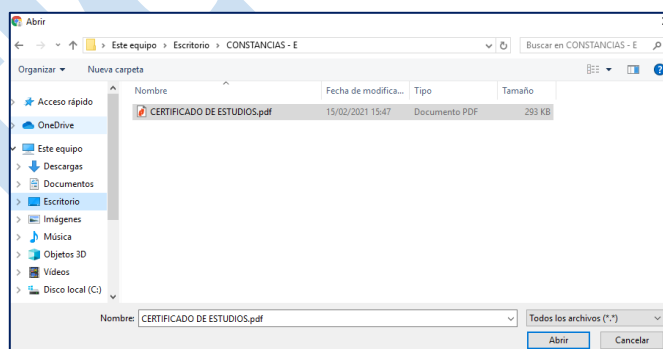 Abrir
Este equipo > Escritorio > CONSTANCIAS - E
Buscar en CONSTANCIAS - E
Organizar
Nueva carpeta
Nombre
Fecha de modifica...
Tipo
Tamaño
CERTIFICADO DE ESTUDIOS.pdf
15/02/2021 15:47
Documento PDF
293 KB
Acceso rápido
OneDrive
Este equipo
Descargas
Documentos
Escritorio
Imágenes
Música
Objetos 3D
Vídeos
Disco local (C:)
Nombre: CERTIFICADO DE ESTUDIOS.pdf
Todos los archivos (*.*)
Abrir
Cancelar